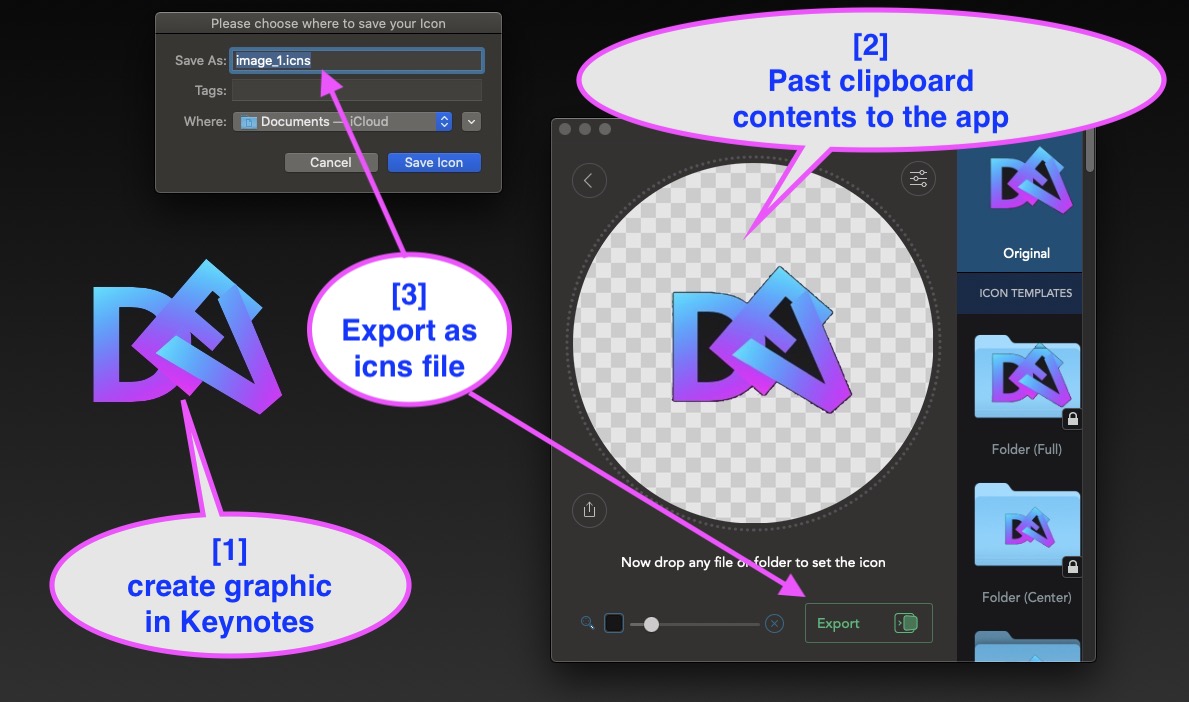 Please choose where to save your Icon
Save As: image_1.icns
Tags:
Where: Documents — iCloud
Cancel Save Icon
[2]
Past clipboard
contents to the app
Original
ICON TEMPLATES
[3]
Export as
icns file
Folder (Full)
[1]
create graphic
in Keynotes
Now drop any file or folder to set the icon
Folder (Center)
Export